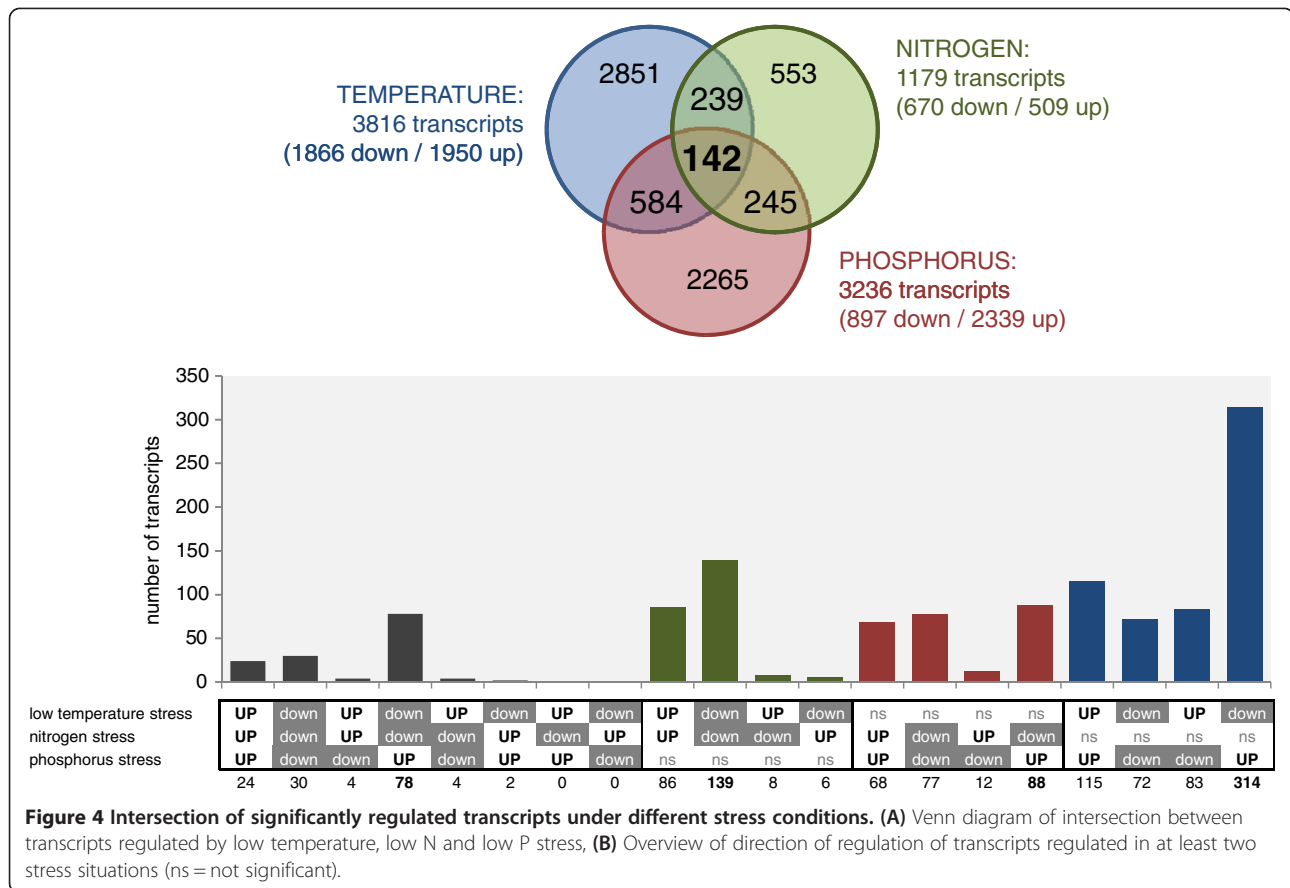 TEMPERATURE:
3816 transcripts
(1866 down / 1950 up)
2851
239
553
NITROGEN:
1179 transcripts
(670 down / 509 up)
142
584
245
2265
PHOSPHORUS:
3236 transcripts
(897 down / 2339 up)
number of transcripts
350
300
250
200
150
100
50
0
low temperature stress UP down UP down UP down UP down UP down UP down ns ns ns ns UP down UP down
nitrogen stress UP down UP down down UP down UP UP down down UP UP down UP down ns ns ns ns
phosphorus stress UP down down UP down UP UP down ns ns ns ns UP down down UP UP down down UP
24 30 4 78 4 2 0 0 86 139 8 6 68 77 12 88 115 72 83 314
Figure 4 Intersection of significantly regulated transcripts under different stress conditions. (A) Venn diagram of intersection between
transcripts regulated by low temperature, low N and low P stress, (B) Overview of direction of regulation of transcripts regulated in at least two
stress situations (ns = not significant).